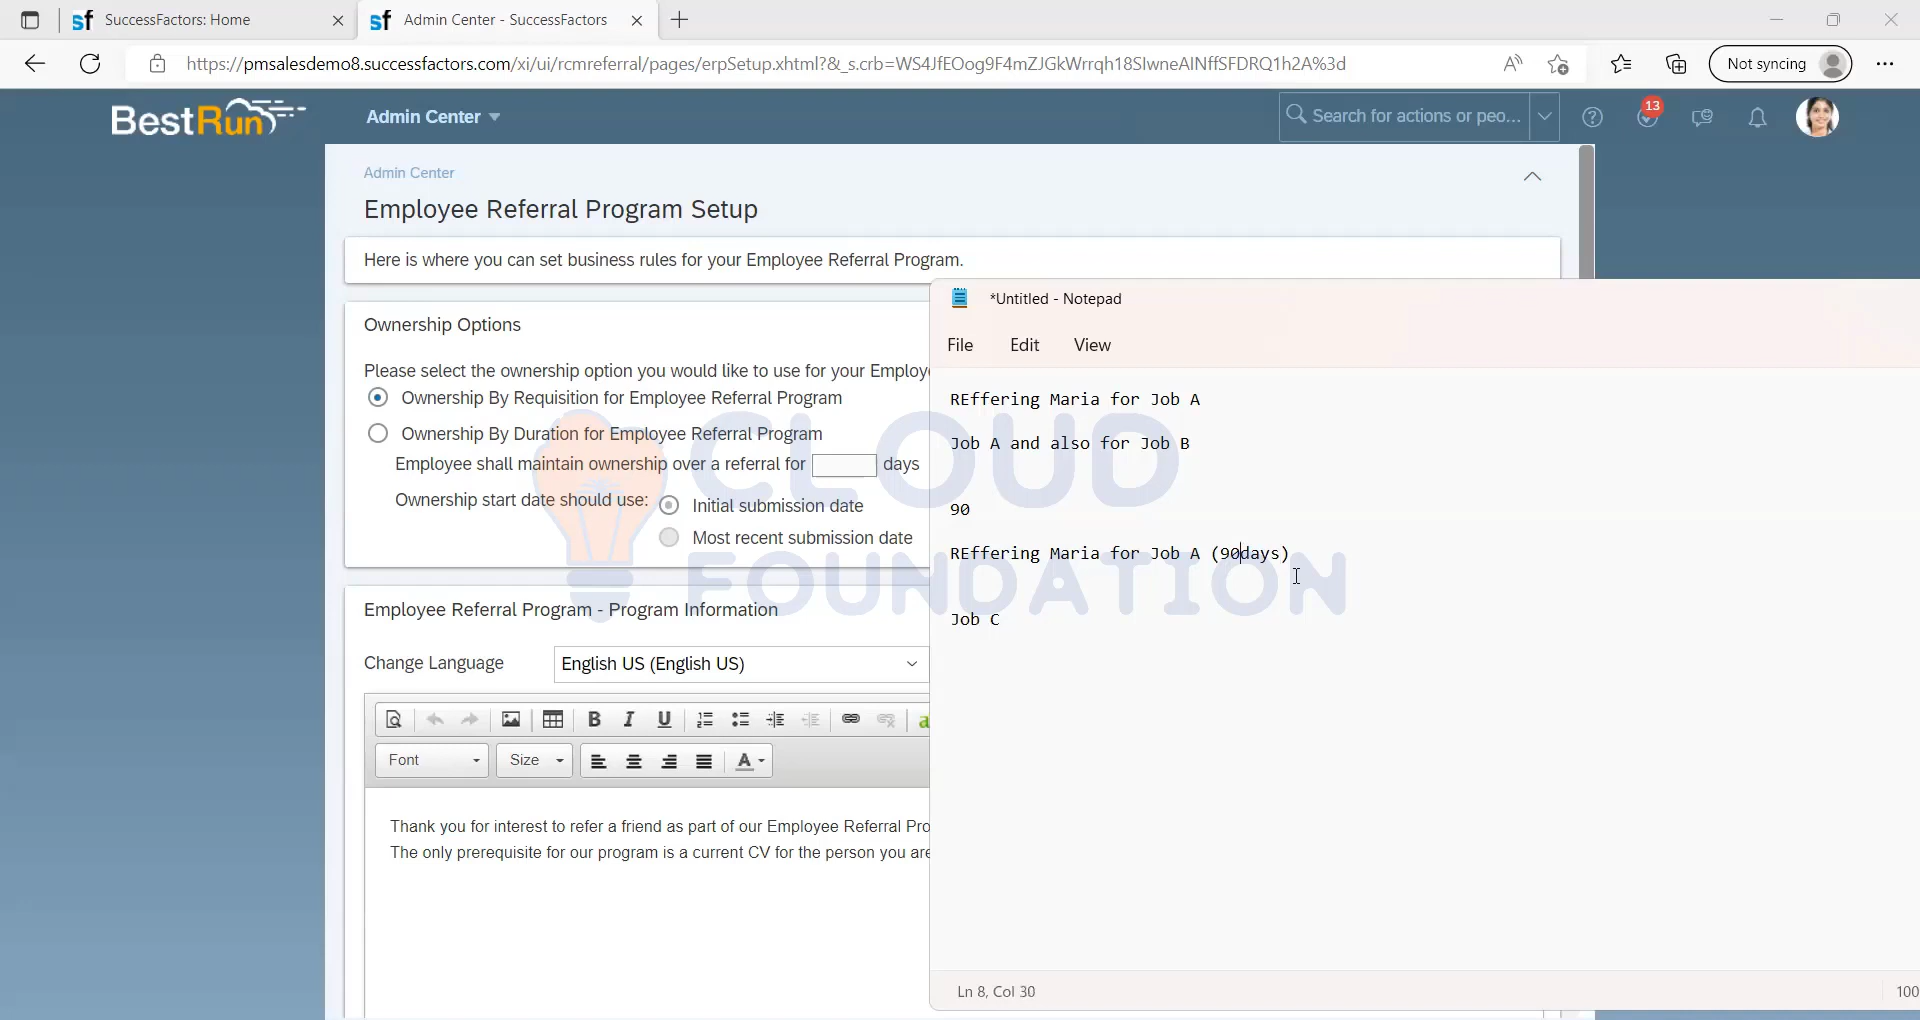 SuccessFactors: Home
Admin Center - SuccessFactors
https://pmsalesdemo8.successfactors.com/xi/ui/rcmreferral/pages/erpSetup.xhtml?&_s.crb=WS4JfEOog9F4mZJGkWrrqh18SlwneAINffSFDRQ1h2A%3d
Not syncing
BestRun
Admin Center
Search for actions or peo...
13
Admin Center
Employee Referral Program Setup
Here is where you can set business rules for your Employee Referral Program.
Ownership Options
Please select the ownership option you would like to use for your Employ
Ownership By Requisition for Employee Referral Program
Ownership By Duration for Employee Referral Program
Employee shall maintain ownership over a referral for days
Ownership start date should use: Initial submission date
Most recent submission date
Employee Referral Program - Program Information
Change Language English US (English US)
Font Size
Thank you for interest to refer a friend as part of our Employee Referral Pro
The only prerequisite for our program is a current CV for the person you are
*Untitled - Notepad
File Edit View
REffering Maria for Job A
Job A and also for Job B
90
REffering Maria for Job A (90days)
Job C
Ln 8, Col 30
100
CLOUD
FOUNDATION